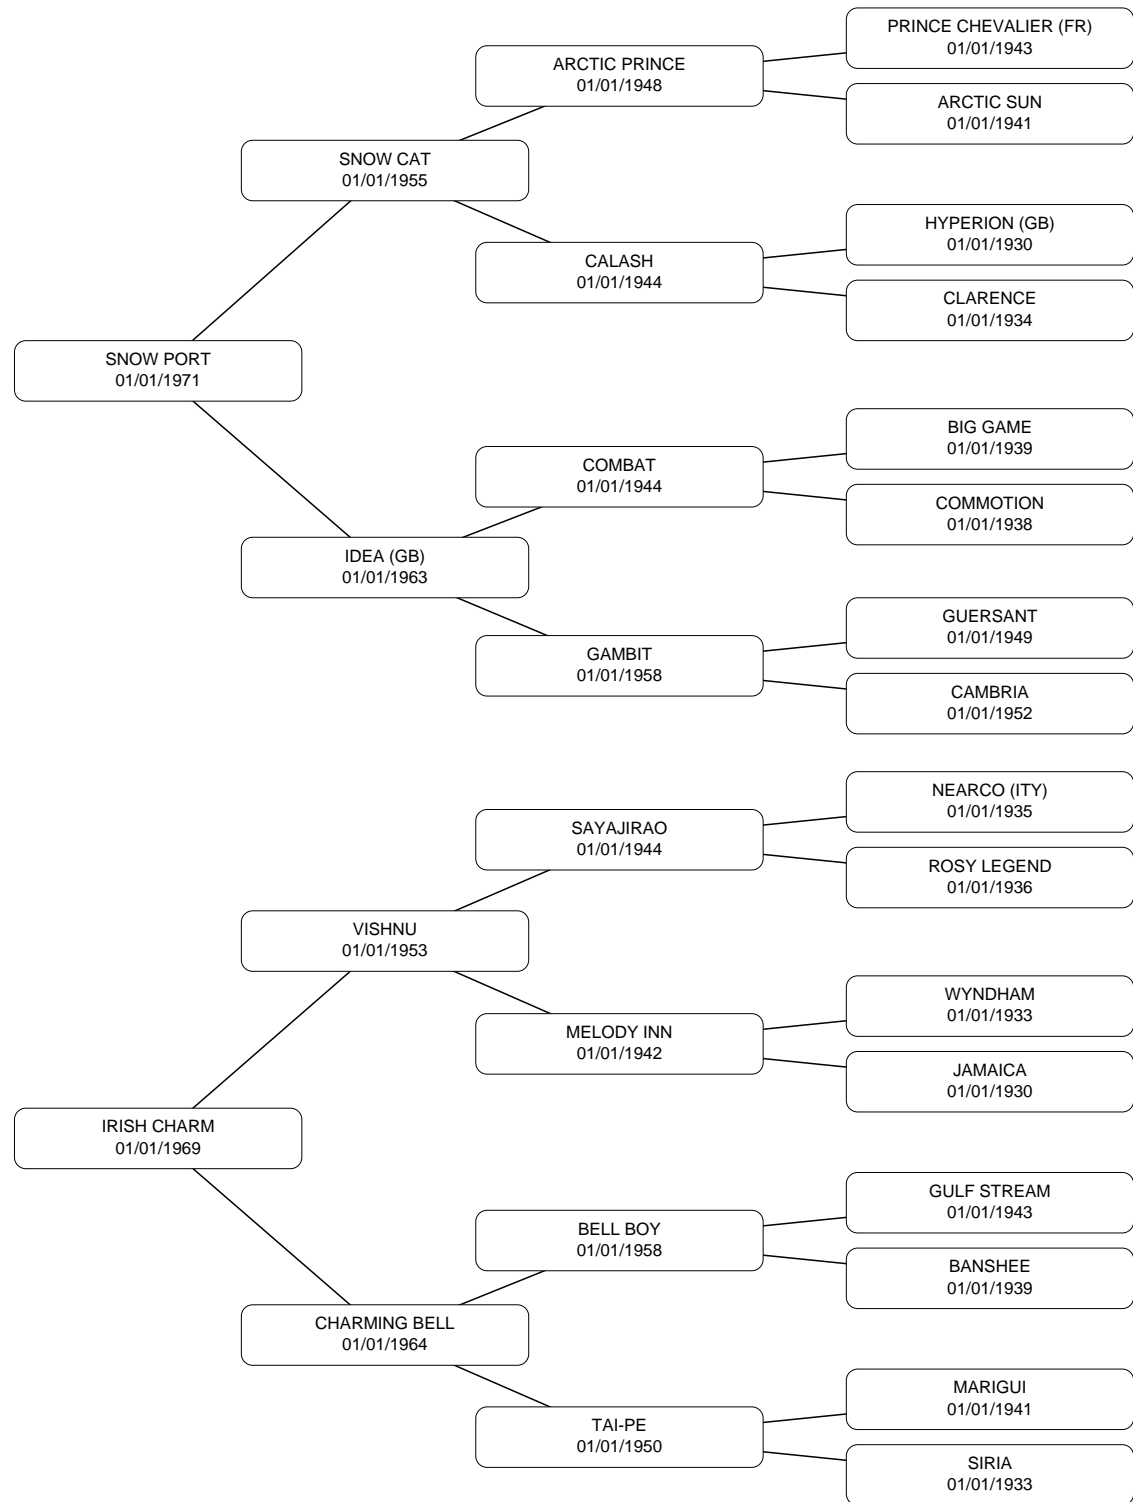 PRINCE CHEVALIER (FR)
01/01/1943
ARCTIC PRINCE
01/01/1948
ARCTIC SUN
01/01/1941
SNOW CAT
01/01/1955
HYPERION (GB)
01/01/1930
CALASH
01/01/1944
CLARENCE
01/01/1934
SNOW PORT
01/01/1971
BIG GAME
01/01/1939
COMBAT
01/01/1944
COMMOTION
01/01/1938
IDEA (GB)
01/01/1963
GUERSANT
01/01/1949
GAMBIT
01/01/1958
CAMBRIA
01/01/1952
NEARCO (ITY)
01/01/1935
SAYAJIRAO
01/01/1944
ROSY LEGEND
01/01/1936
VISHNU
01/01/1953
WYNDHAM
01/01/1933
MELODY INN
01/01/1942
JAMAICA
01/01/1930
IRISH CHARM
01/01/1969
GULF STREAM
01/01/1943
BELL BOY
01/01/1958
BANSHEE
01/01/1939
CHARMING BELL
01/01/1964
MARIGUI
01/01/1941
TAI-PE
01/01/1950
SIRIA
01/01/1933